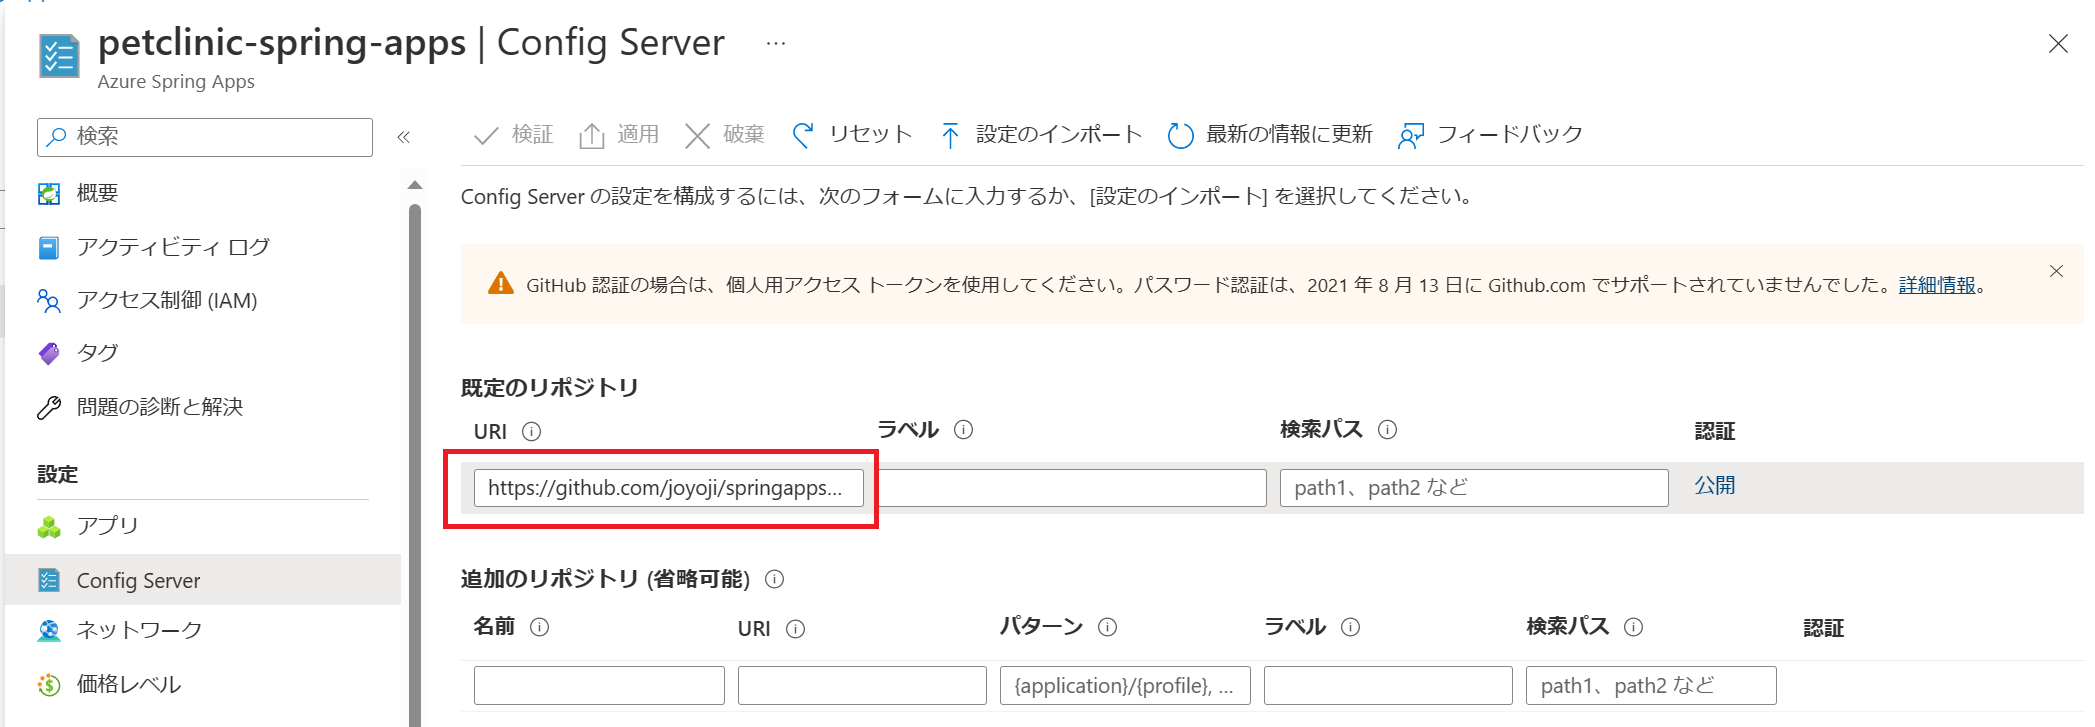 petclinic-spring-apps | Config Server ...
Azure Spring Apps
検索
«
検証
適用
破棄
リセット
設定のインポート
最新の情報に更新
フィードバック
概要
アクティビティ ログ
アクセス制御 (IAM)
タグ
問題の診断と解決
設定
アプリ
Config Server
ネットワーク
価格レベル
Config Server の設定を構成するには、次のフォームに入力するか、[設定のインポート] を選択してください。
GitHub 認証の場合は、個人用アクセス トークンを使用してください。パスワード認証は、2021 年 8 月 13 日に Github.com でサポートされていませんでした。詳細情報。
既定のリポジトリ
URI ラベル 検索パス 認証
https://github.com/joyoji/springapps... path1、path2 など 公開
追加のリポジトリ (省略可能)
名前 URI パターン ラベル 検索パス 認証
{application}/{profile}, ... path1、path2 など